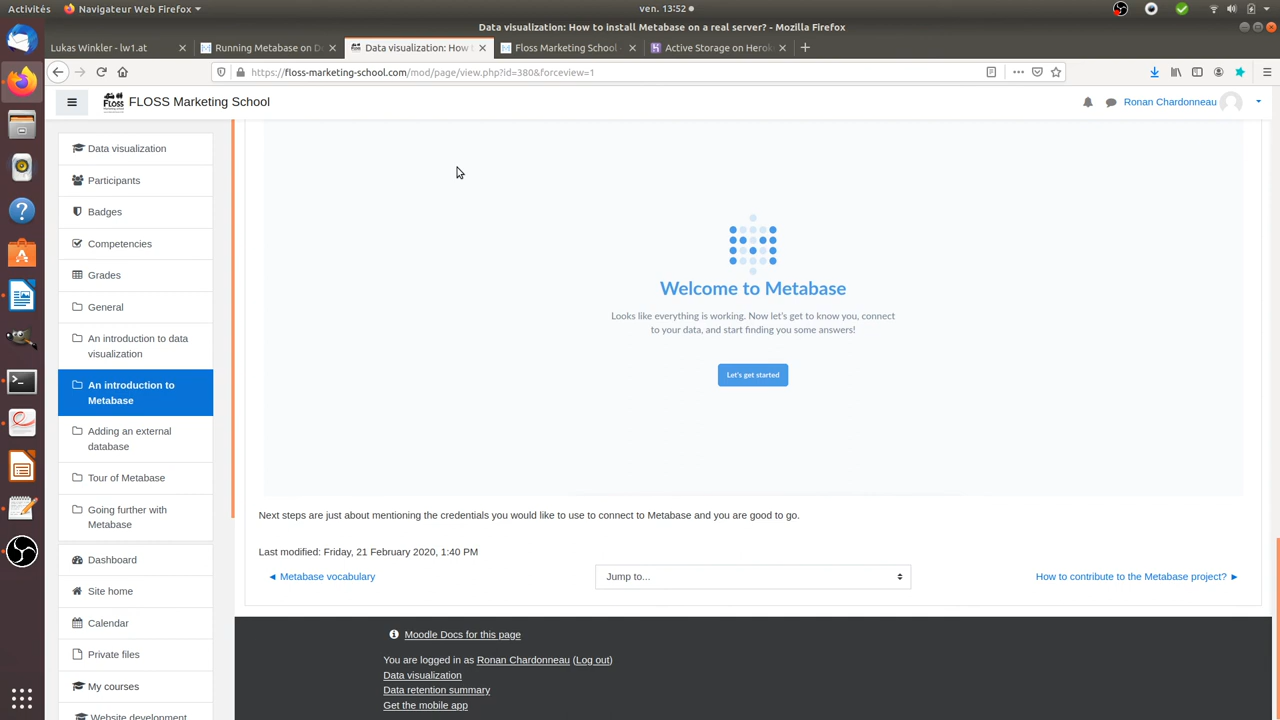 Activités
Navigateur Web Firefox
ven. 13:52
Data visualization: How to install Metabase on a real server? - Mozilla Firefox
Lukas Winkler - lw1.at
Running Metabase on D
Data visualization: How t
Floss Marketing School
Active Storage on Herok
https://floss-marketing-school.com/mod/page/view.php?id=380&forceview=1
FLOSS
FLOSS Marketing School
Ronan Chardonneau
Data visualization
Participants
Badges
Competencies
Grades
General
An introduction to data
visualization
An introduction to
Metabase
Adding an external
database
Tour of Metabase
Going further with
Metabase
Dashboard
Site home
Calendar
Private files
My courses
Website development
Welcome to Metabase
Looks like everything is working. Now let's get to know you, connect
to your data, and start finding you some answers!
Let's get started
Next steps are just about mentioning the credentials you would like to use to connect to Metabase and you are good to go.
Last modified: Friday, 21 February 2020, 1:40 PM
◄ Metabase vocabulary
Jump to...
How to contribute to the Metabase project? ►
Moodle Docs for this page
You are logged in as Ronan Chardonneau (Log out)
Data visualization
Data retention summary
Get the mobile app